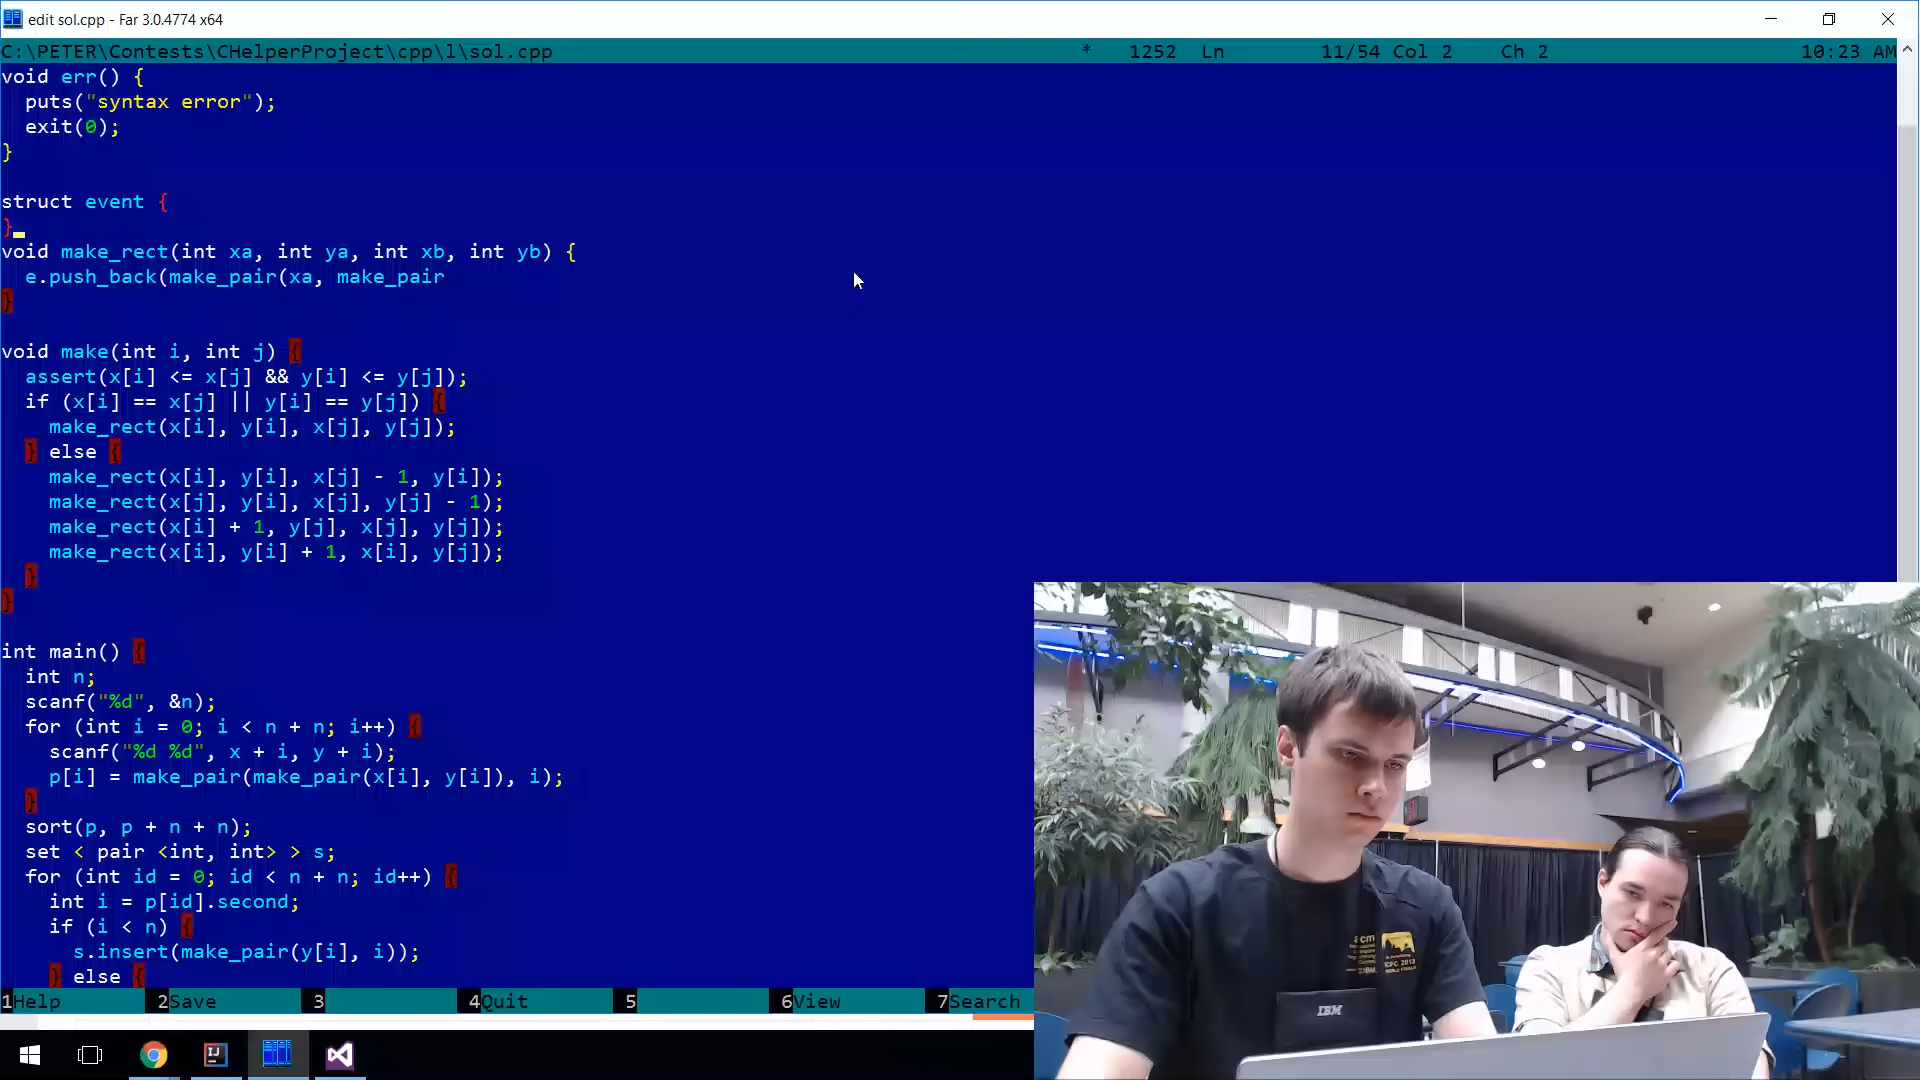 edit sol.cpp - Far 3.0.4774 x64
C:\PETER\Contests\CHelperProject\cpp\l\sol.cpp * 1252 Ln 11/54 Col 2 Ch 2 10:23 AM
void err() {
  puts("syntax error");
  exit(0);
}
struct event {
}
void make_rect(int xa, int ya, int xb, int yb) {
  e.push_back(make_pair(xa, make_pair
}
void make(int i, int j) {
  assert(x[i] <= x[j] && y[i] <= y[j]);
  if (x[i] == x[j] || y[i] == y[j]) {
    make_rect(x[i], y[i], x[j], y[j]);
  } else {
    make_rect(x[i], y[i], x[j] - 1, y[i]);
    make_rect(x[j], y[i], x[j], y[j] - 1);
    make_rect(x[i] + 1, y[j], x[j], y[j]);
    make_rect(x[i], y[i] + 1, x[i], y[j]);
  }
}
int main() {
  int n;
  scanf("%d", &n);
  for (int i = 0; i < n + n; i++) {
    scanf("%d %d", x + i, y + i);
    p[i] = make_pair(make_pair(x[i], y[i]), i);
  }
  sort(p, p + n + n);
  set < pair <int, int> > s;
  for (int id = 0; id < n + n; id++) {
    int i = p[id].second;
    if (i < n) {
      s.insert(make_pair(y[i], i));
    } else {
1Help 2Save 3 4Quit 5 6View 7Search
IJ
acm
ICPC 2013
IBM